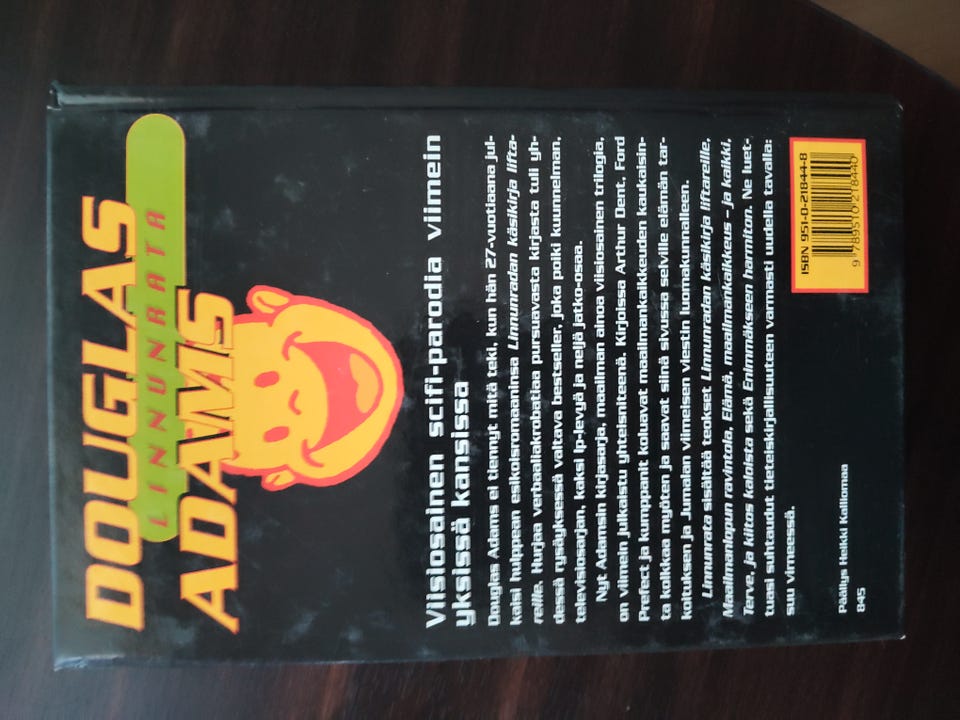 DOUGLAS
LINNUNRATA
ADAMS
Viisiosainen scifi-parodia viimein
yksissä kansissa
Douglas Adams ei tiennyt mitä teki, kun hän 27-vuotiaana jul-
kaisi hulppean esikoisromaaninsa Linnunradan käsikirja lifta-
reille. Hurjaa verbaaliakrobatiaa pursuavasta kirjasta tuli yh-
dessä rysäyksessä valtava bestseller, joka poiki kuunnelman,
televisiosarjan, kaksi lp-levyä ja neljä jatko-osaa.
Nyt Adamsin kirjasarja, maailman ainoa viisiosainen trilogia,
on viimein julkaistu yhteisniteenä. Kirjoissa Arthur Dent, Ford
Prefect ja kumppanit koluavat maailmankaikkeuden kaukaisin-
ta kolkkaa myöten ja saavat siinä sivussa selville elämän tar-
koituksen ja Jumalan viimeisen viestin luomakunnalleen.
Linnunrata sisältää teokset Linnunradan käsikirja liftareille,
Maailmanlopun ravintola, Elämä, maailmankaikkeus – ja kaikki,
Terve, ja kiitos kaloista sekä Enimmäkseen harmiton. Ne luet-
tuasi suhtaudut tieteiskirjallisuuteen varmasti uudella tavalla:
suu virneessä.
Päällys Heikki Kalliomaa
845
ISBN 951-0-21844-8
9 789510 218440